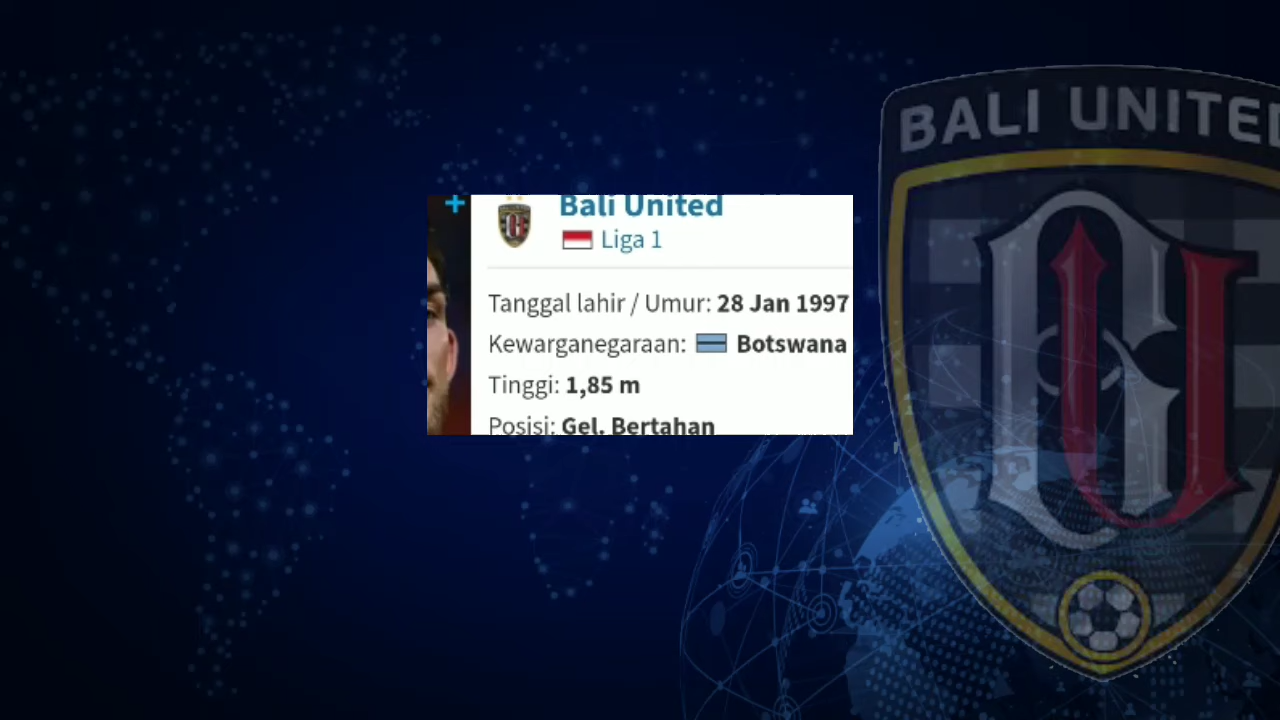 BALI UNITED
Bali United
Liga 1
Tanggal lahir / Umur: 28 Jan 1997
Kewarganegaraan: Botswana
Tinggi: 1,85 m
Posisi: Gel. Bertahan